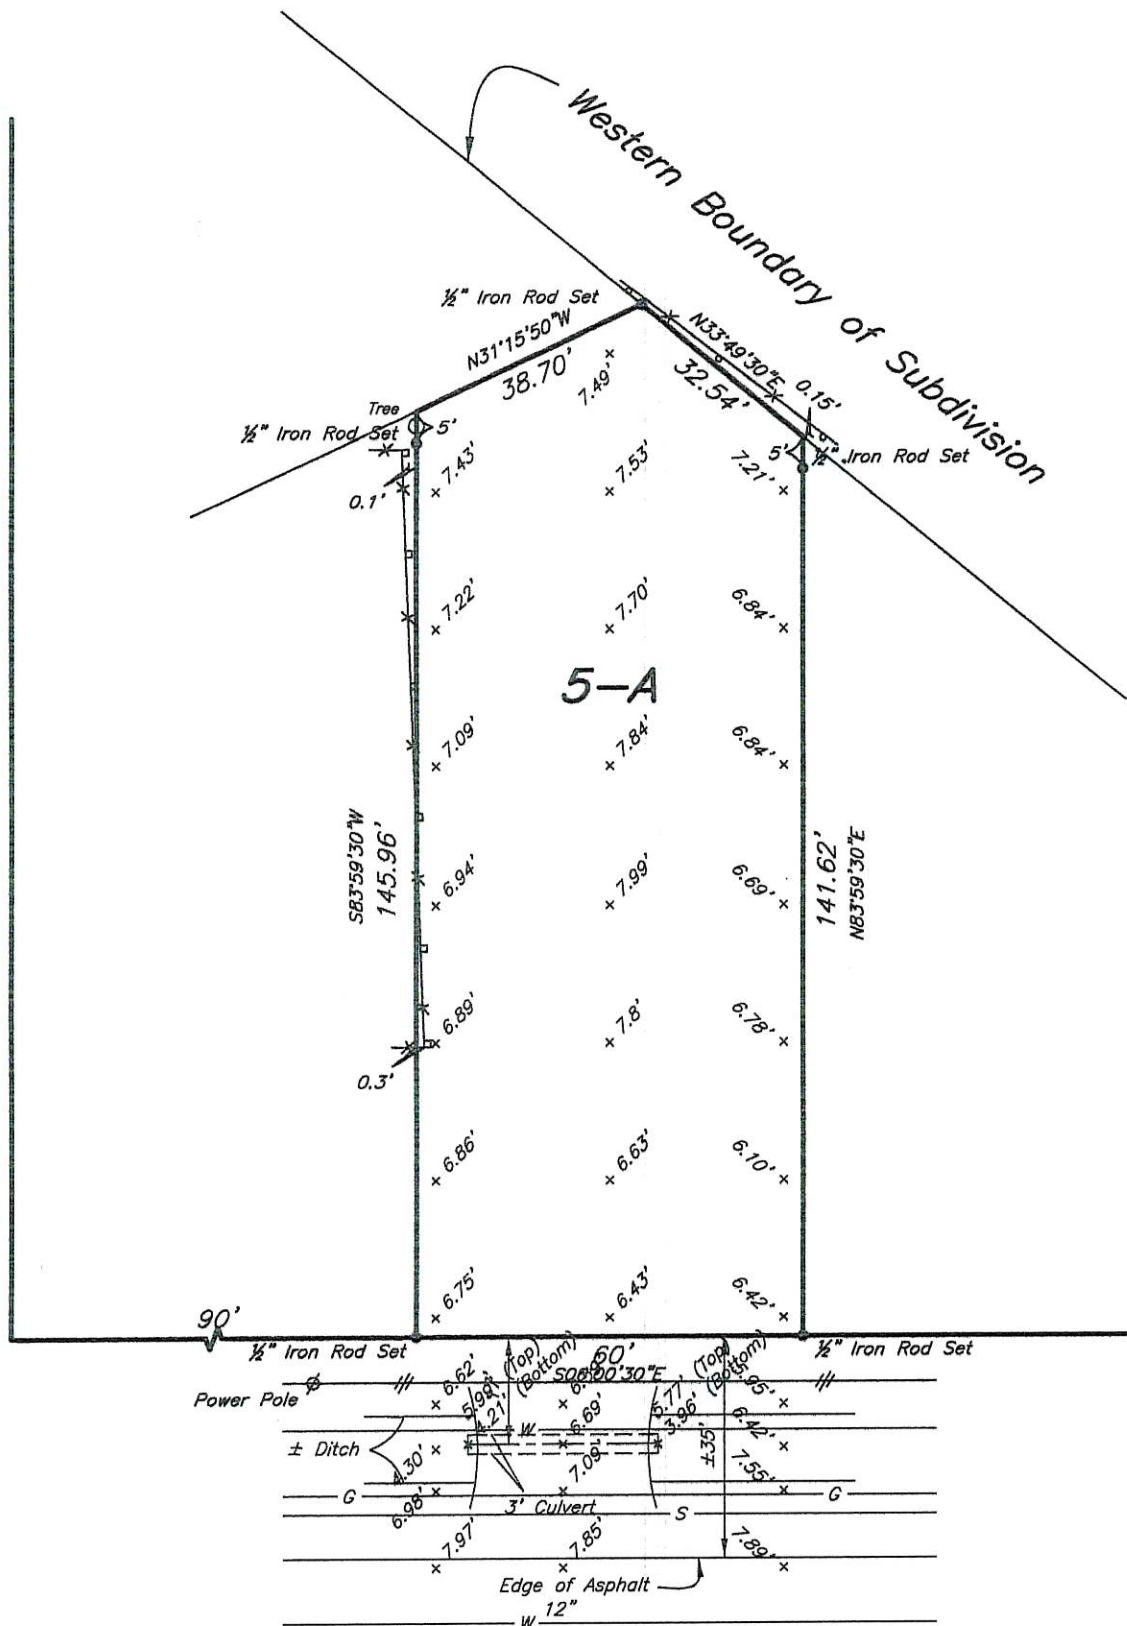 Western Boundary of Subdivision
½" Iron Rod Set
N31°15'50"W
38.70'
N33°49'30"E
32.54'
0.15'
7.49'
Tree
5'
½" Iron Rod Set
5'
½" Iron Rod Set
0.1'
7.43'
7.53'
7.21'
7.22'
7.70'
6.84'
5-A
7.09'
7.84'
6.84'
S83°59'30"W
145.96'
141.62'
N83°59'30"E
6.94'
7.99'
6.69'
6.89'
7.8'
6.78'
0.3'
6.86'
6.63'
6.10'
6.75'
6.43'
6.42'
90'
½" Iron Rod Set
60'
½" Iron Rod Set
S06°00'30"E
Power Pole
6.62'
5.99' (Top)
4.21' (Bottom)
5.77' (Top)
3.96' (Bottom)
5.95'
± Ditch
W
6.69'
±35'
6.42'
4.30'
7.09'
7.55'
G
6.98'
3' Culvert
S
G
7.97'
7.85'
7.89'
Edge of Asphalt
W 12"